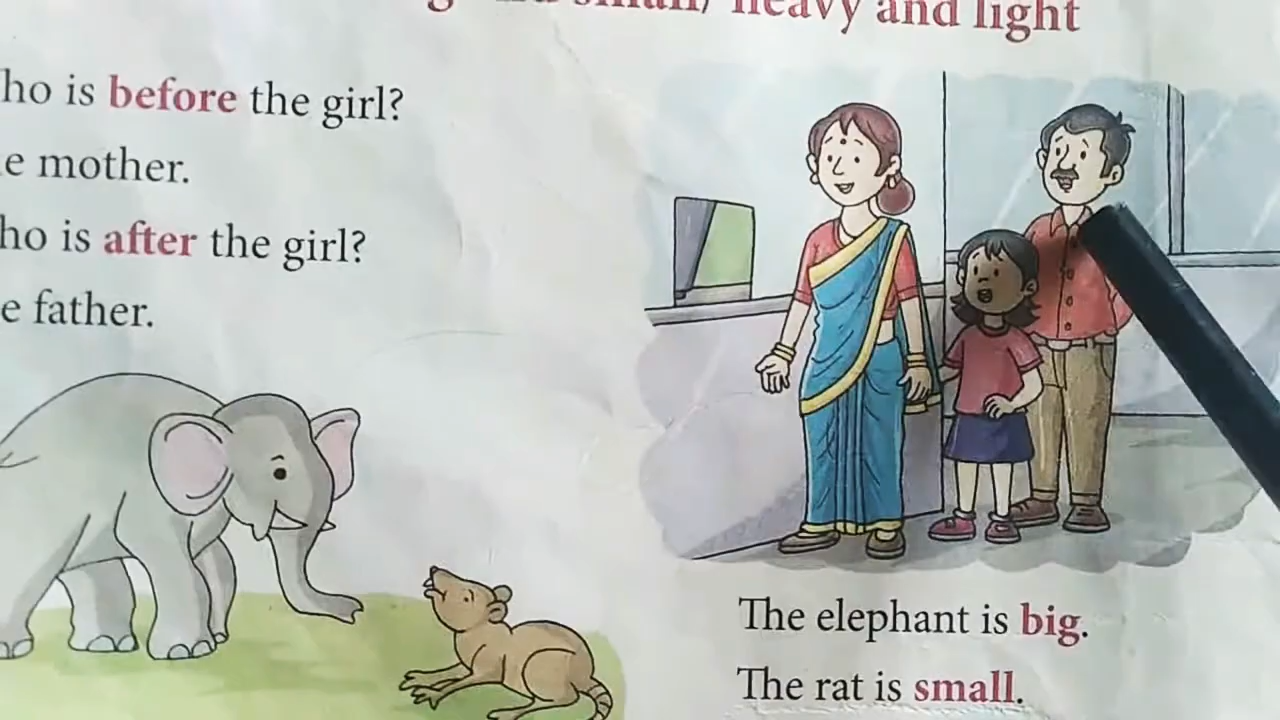 small, heavy and light
ho is before the girl?
e mother.
ho is after the girl?
e father.
The elephant is big.
The rat is small.